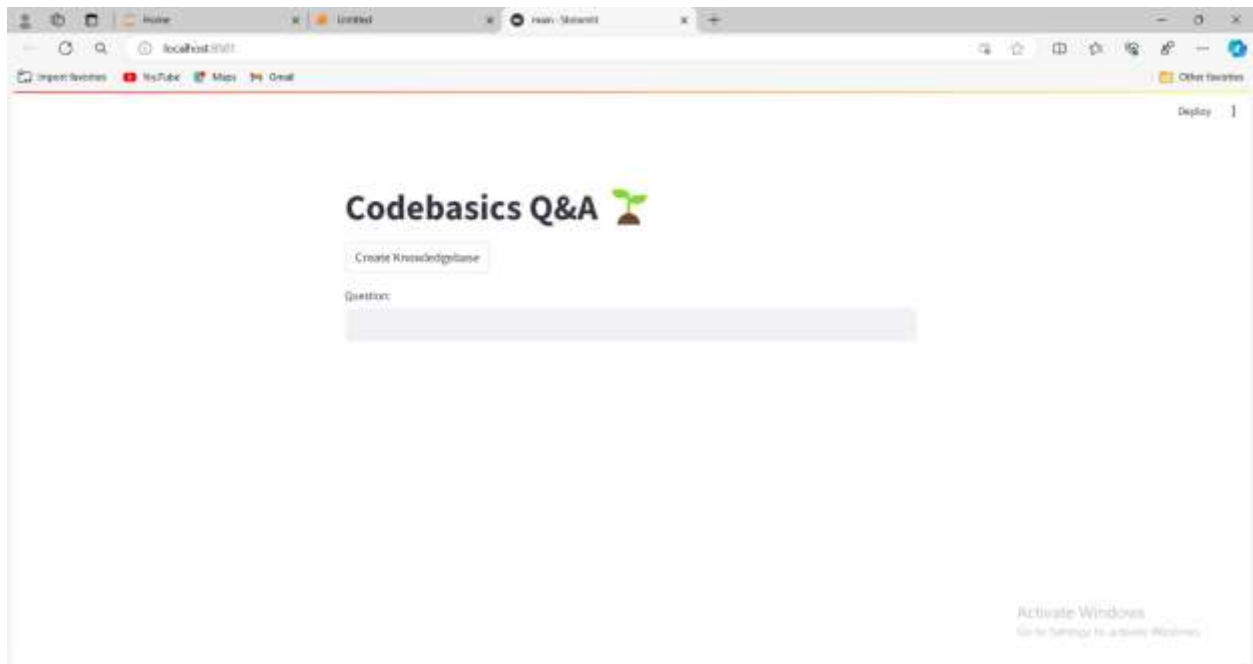 Home
Untitled
main · Streamlit
localhost:8501
Import favorites
YouTube
Maps
Gmail
Other favorites
Deploy
Codebasics Q&A
Create Knowledgebase
Question:
Activate Windows
Go to Settings to activate Windows.